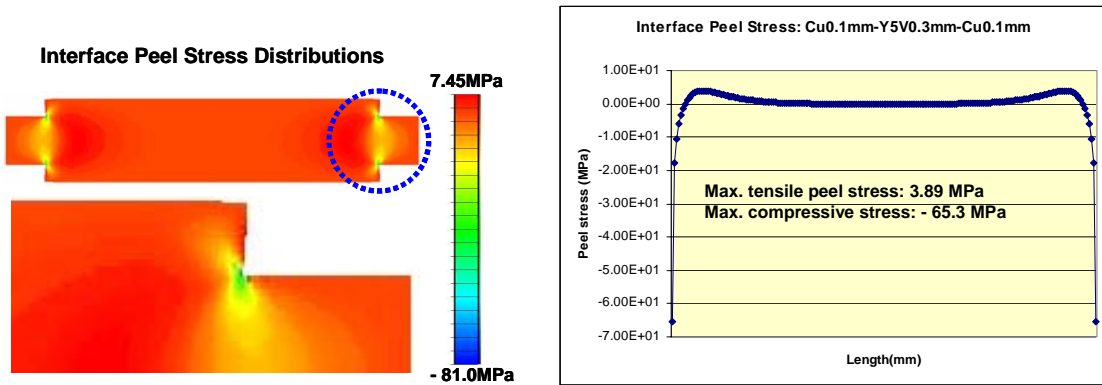 Interface Peel Stress Distributions
7.45MPa
- 81.0MPa
Interface Peel Stress: Cu0.1mm-Y5V0.3mm-Cu0.1mm
Peel stress (MPa)
1.00E+01
0.00E+00
-1.00E+01
-2.00E+01
-3.00E+01
-4.00E+01
-5.00E+01
-6.00E+01
-7.00E+01
Max. tensile peel stress: 3.89 MPa
Max. compressive stress: - 65.3 MPa
Length(mm)